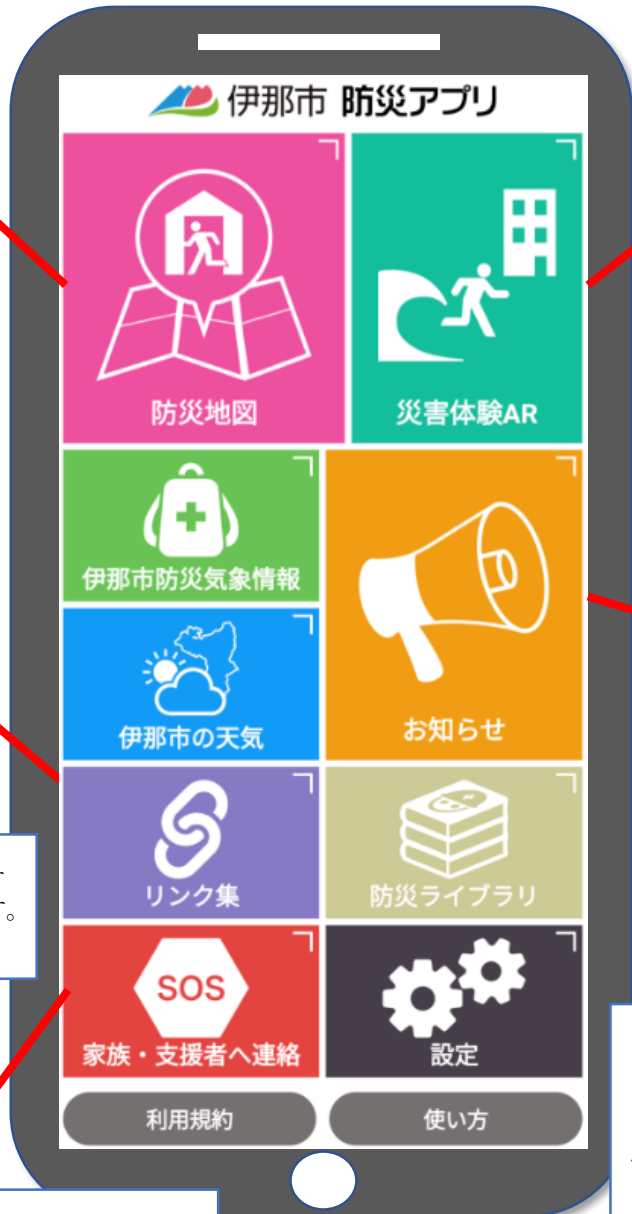 伊那市 防災アプリ
防災地図
災害体験AR
伊那市防災気象情報
お知らせ
伊那市の天気
リンク集
防災ライブラリ
SOS
家族・支援者へ連絡
設定
利用規約
使い方